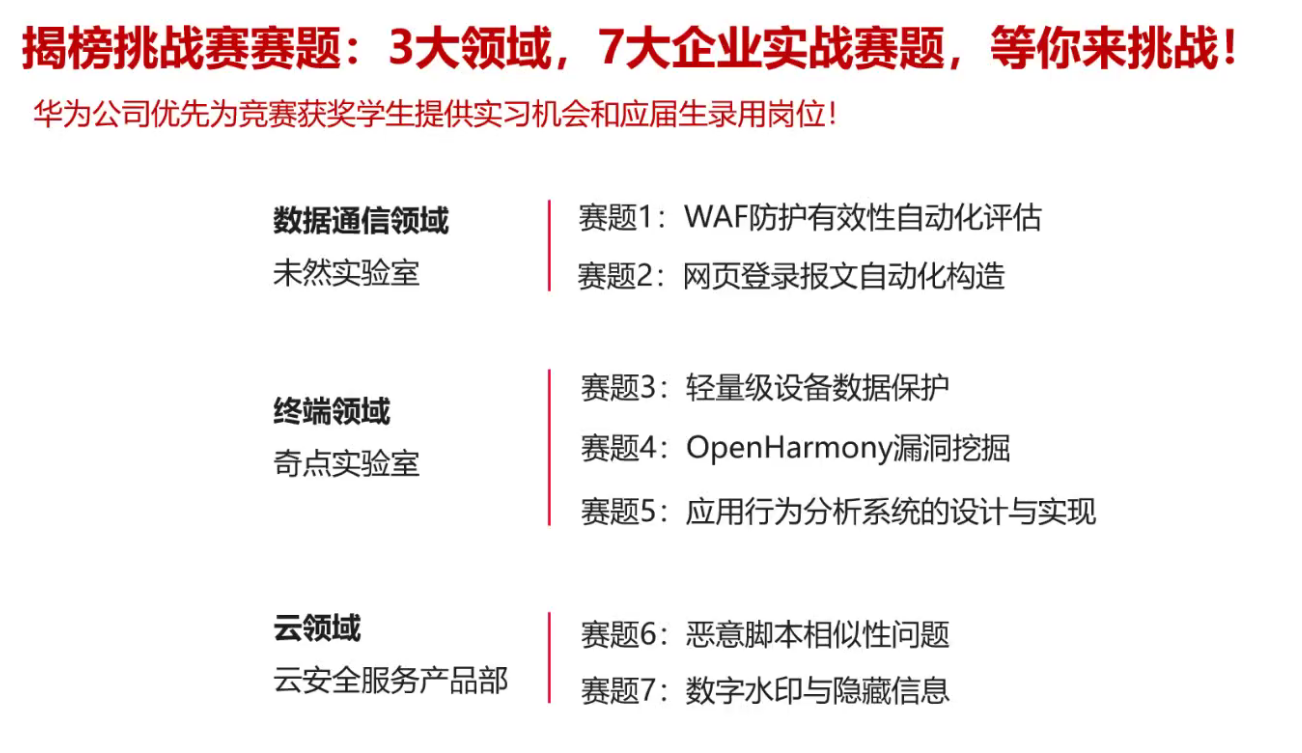 揭榜挑战赛赛题：3大领域，7大企业实战赛题，等你来挑战！
华为公司优先为竞赛获奖学生提供实习机会和应届生录用岗位！
数据通信领域
未然实验室
赛题1：WAF防护有效性自动化评估
赛题2：网页登录报文自动化构造
终端领域
奇点实验室
赛题3：轻量级设备数据保护
赛题4：OpenHarmony漏洞挖掘
赛题5：应用行为分析系统的设计与实现
云领域
云安全服务产品部
赛题6：恶意脚本相似性问题
赛题7：数字水印与隐藏信息